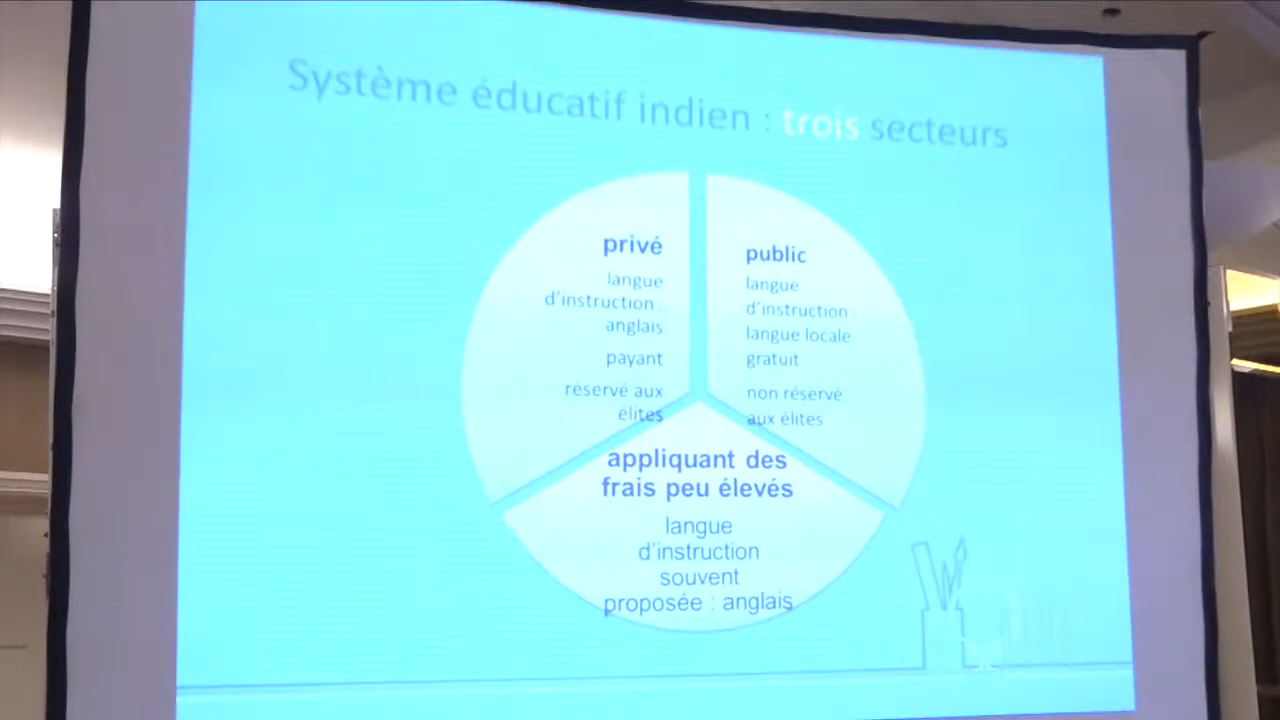 Système éducatif indien : trois secteurs
privé
langue
d'instruction :
anglais
payant
réservé aux
élites
public
langue
d'instruction :
langue locale
gratuit
non réservé
aux élites
appliquant des
frais peu élevés
langue
d'instruction
souvent
proposée : anglais